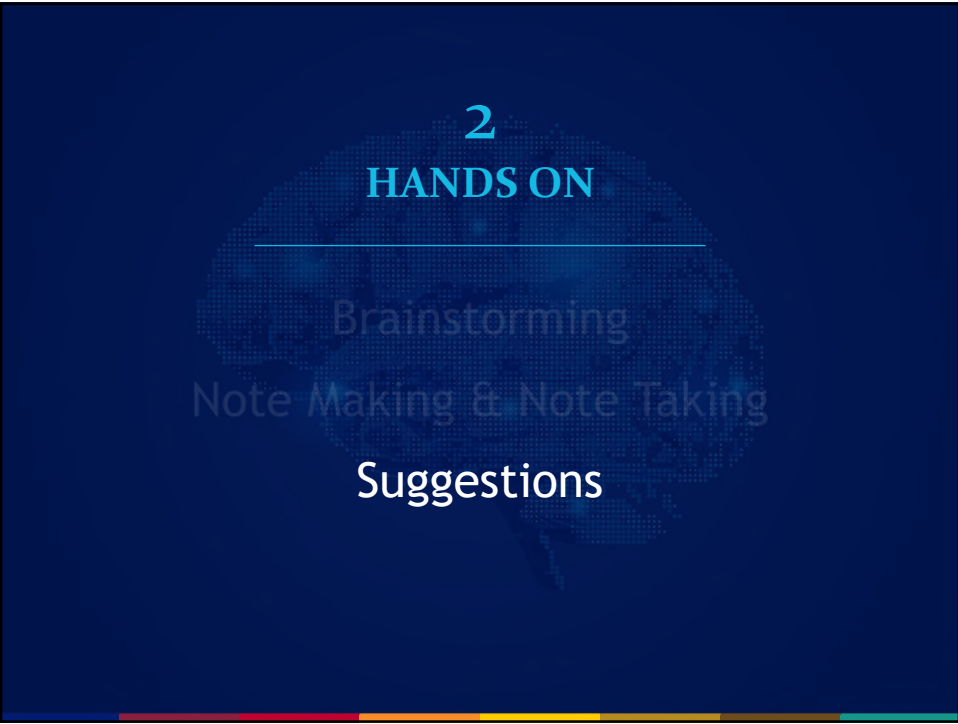 2
HANDS ON
Brainstorming
Note Making & Note Taking
Suggestions